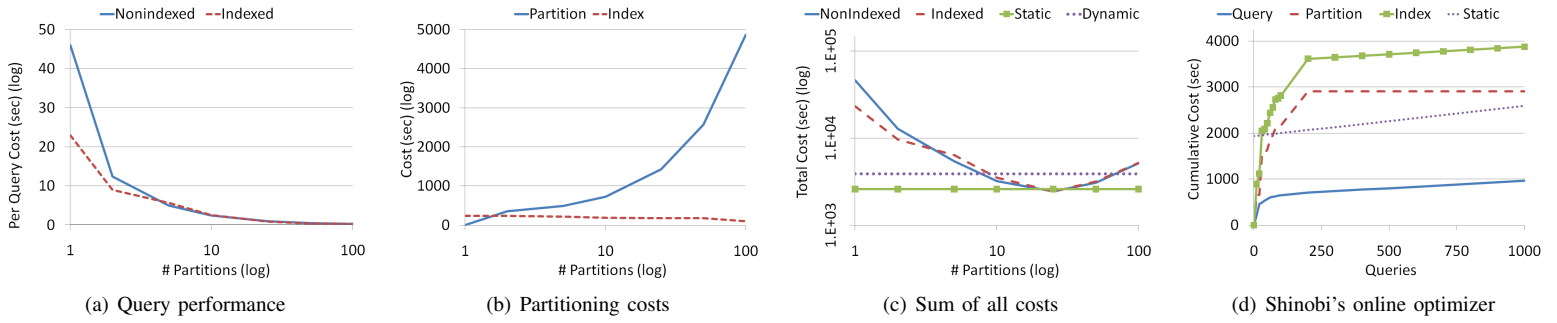 Nonindexed Indexed
Per Query Cost (sec) (log)
50
40
30
20
10
0
1 10 100
# Partitions (log)
(a) Query performance
Partition Index
Cost (sec) (log)
5000
4000
3000
2000
1000
0
1 10 100
# Partitions (log)
(b) Partitioning costs
NonIndexed Indexed Static Dynamic
Total Cost (sec) (log)
1.E+05
1.E+04
1.E+03
1 10 100
# Partitions (log)
(c) Sum of all costs
Query Partition Index Static
Cumulative Cost (sec)
4000
3000
2000
1000
0
0 250 500 750 1000
Queries
(d) Shinobi's online optimizer